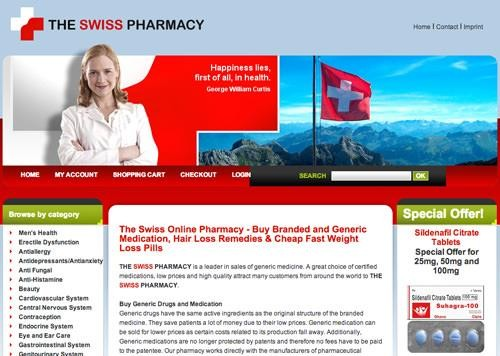 THE SWISS PHARMACY
Home | Contact | Imprint
Happiness lies,
first of all, in health.
George William Curtis
HOME MY ACCOUNT SHOPPING CART CHECKOUT LOGIN
SEARCH OK
Browse by category
Men's Health
Erectile Dysfunction
Antiallergy
Antidepressants/Antianxiety
Anti Fungal
Anti-Histamine
Beauty
Cardiovascular System
Central Nervous System
Contraception
Endocrine System
Eye and Ear Care
Gastrointestinal System
Genitourinary System
The Swiss Online Pharmacy - Buy Branded and Generic
Medication, Hair Loss Remedies & Cheap Fast Weight
Loss Pills
THE SWISS PHARMACY is a leader in sales of generic medicine. A great choice of certified
medications, low prices and high quality attract many customers from around the world to THE
SWISS PHARMACY.
Buy Generic Drugs and Medication
Generic drugs have the same active ingredients as the original structure of the branded
medicine. They save patients a lot of money due to their low prices. Generic medication can
be sold for lower prices as certain costs related to its production fall away. Additionally,
Generic medications are no longer protected by patents and therefore no fees have to be paid
to the patentee. Our pharmacy works directly with the manufacturers of pharmaceutical
Special Offer!
Sildenafil Citrate
Tablets
Special Offer for
25mg, 50mg and
100mg
Sildenafil Citrate Tablets 100 mg
Suhagra-100